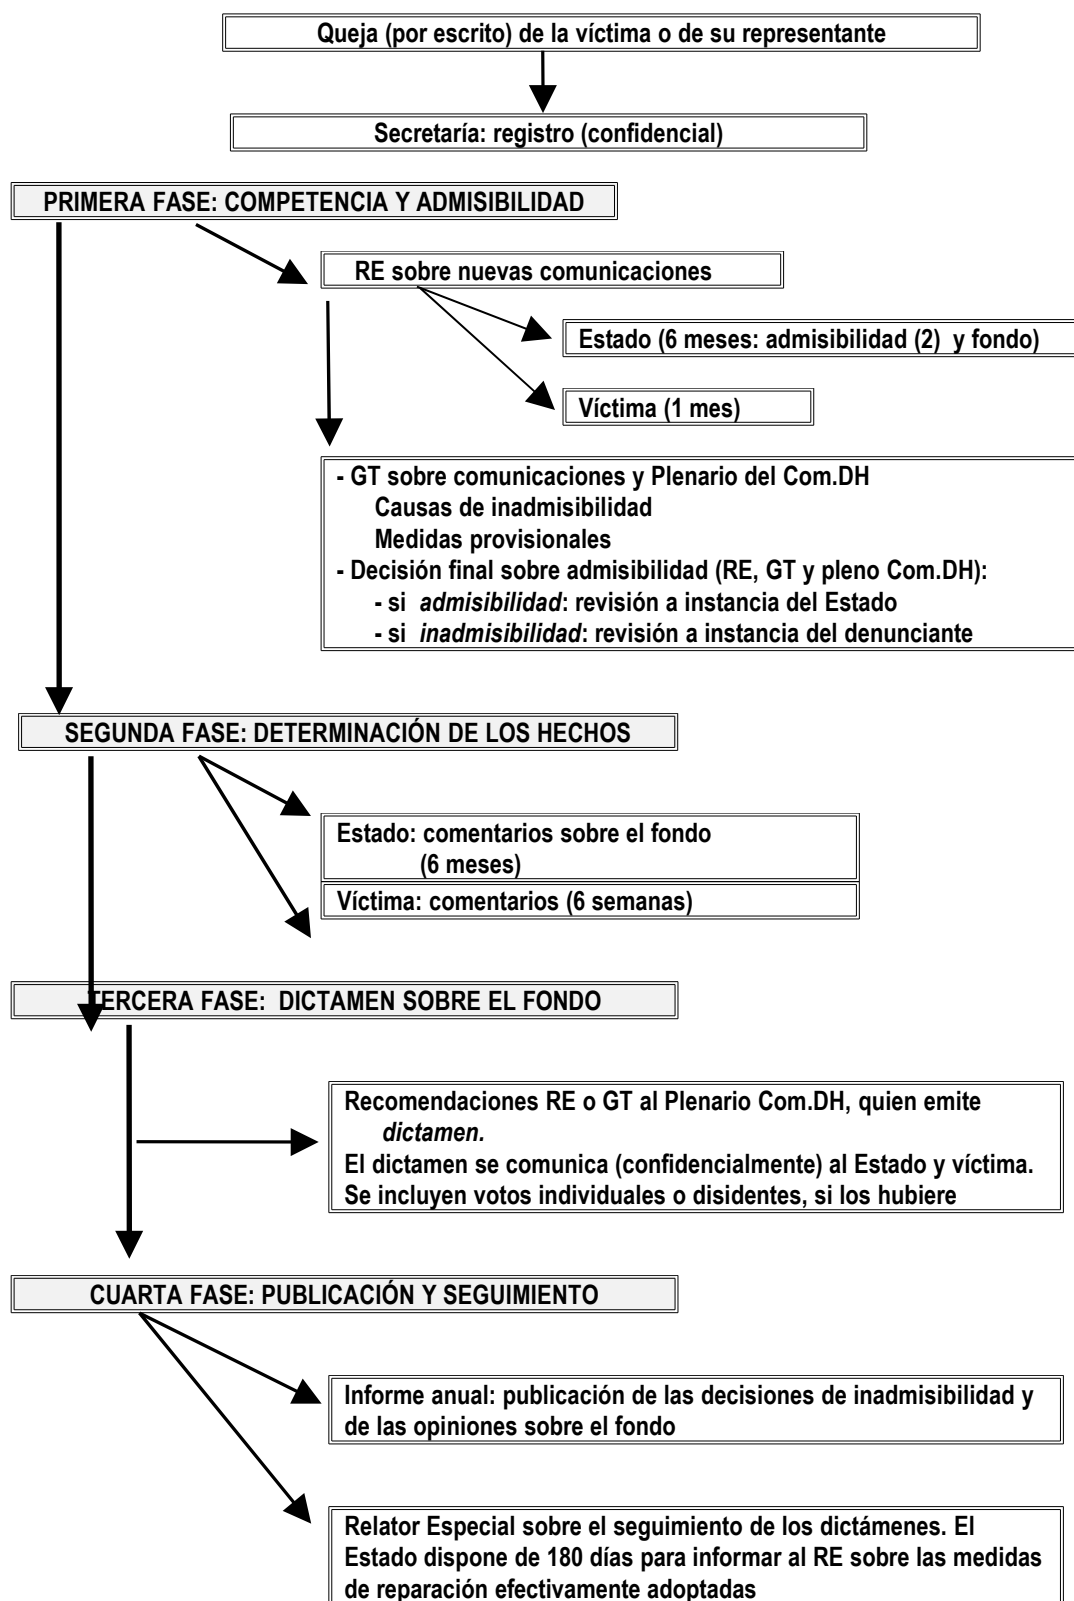 Queja (por escrito) de la víctima o de su representante
Secretaría: registro (confidencial)
PRIMERA FASE: COMPETENCIA Y ADMISIBILIDAD
RE sobre nuevas comunicaciones
Estado (6 meses: admisibilidad (2) y fondo)
Víctima (1 mes)
- GT sobre comunicaciones y Plenario del Com.DH
Causas de inadmisibilidad
Medidas provisionales
- Decisión final sobre admisibilidad (RE, GT y pleno Com.DH):
- si admisibilidad: revisión a instancia del Estado
- si inadmisibilidad: revisión a instancia del denunciante
SEGUNDA FASE: DETERMINACIÓN DE LOS HECHOS
Estado: comentarios sobre el fondo
(6 meses)
Víctima: comentarios (6 semanas)
TERCERA FASE: DICTAMEN SOBRE EL FONDO
Recomendaciones RE o GT al Plenario Com.DH, quien emite
dictamen.
El dictamen se comunica (confidencialmente) al Estado y víctima.
Se incluyen votos individuales o disidentes, si los hubiere
CUARTA FASE: PUBLICACIÓN Y SEGUIMIENTO
Informe anual: publicación de las decisiones de inadmisibilidad y
de las opiniones sobre el fondo
Relator Especial sobre el seguimiento de los dictámenes. El
Estado dispone de 180 días para informar al RE sobre las medidas
de reparación efectivamente adoptadas